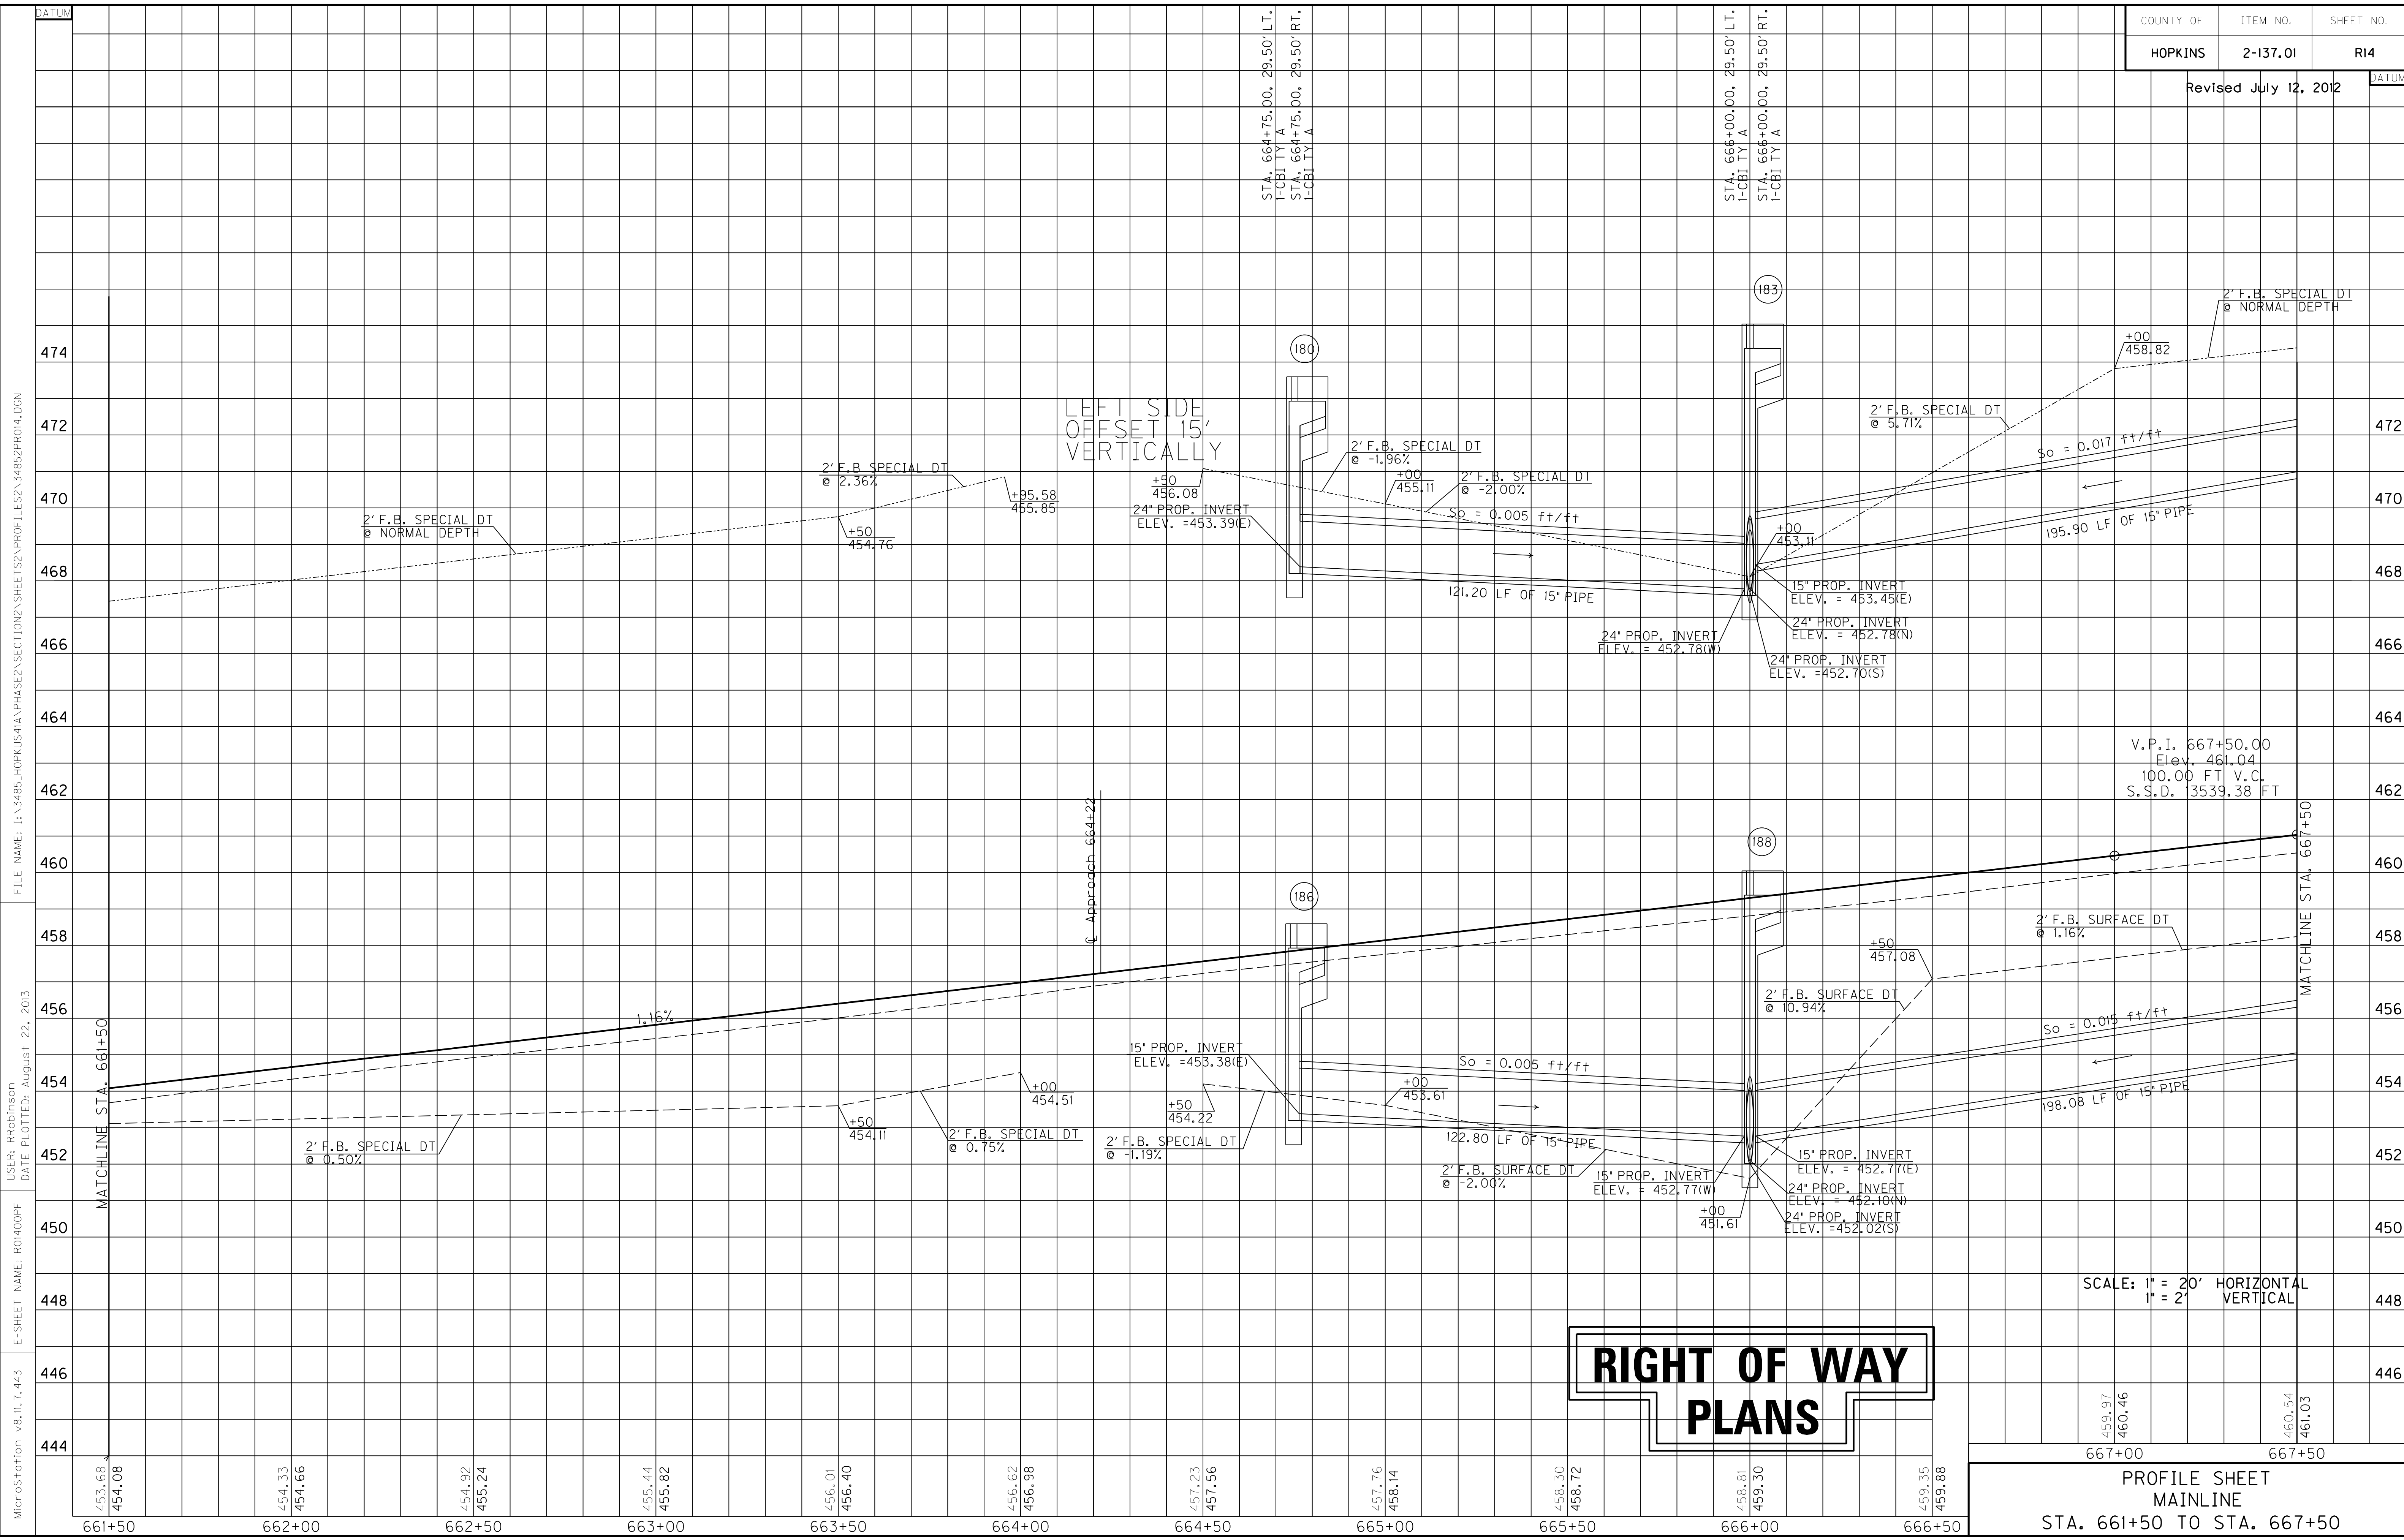 DATUM
COUNTY OF
ITEM NO.
SHEET NO.
HOPKINS
2-137.01
R14
Revised July 12, 2012
DATUM
STA. 664+75.00, 29.50' LT.
1-CBI TY A
STA. 664+75.00, 29.50' RT.
1-CBI TY A
STA. 666+00.00, 29.50' LT.
1-CBI TY A
STA. 666+00.00, 29.50' RT.
1-CBI TY A
474
472
470
468
466
464
462
460
458
456
454
452
450
448
446
444
472
470
468
466
464
462
460
458
456
454
452
450
448
446
180
183
LEFT SIDE
OFFSET 15'
VERTICALLY
2' F.B. SPECIAL DT
@ NORMAL DEPTH
2' F.B SPECIAL DT
@ 2.36%
+50
454.76
+95.58
455.85
+50
456.08
24" PROP. INVERT
ELEV. =453.39(E)
2' F.B. SPECIAL DT
@ -1.96%
+00
455.11
2' F.B. SPECIAL DT
@ -2.00%
So = 0.005 ft/ft
121.20 LF OF 15" PIPE
+00
453.11
15" PROP. INVERT
ELEV. = 453.45(E)
24" PROP. INVERT
ELEV. = 452.78(N)
24" PROP. INVERT
ELEV. = 452.78(W)
24" PROP. INVERT
ELEV. =452.70(S)
2' F.B. SPECIAL DT
@ 5.71%
+00
458.82
2' F.B. SPECIAL DT
@ NORMAL DEPTH
So = 0.017 ft/ft
195.90 LF OF 15" PIPE
V.P.I. 667+50.00
Elev. 461.04
100.00 FT V.C.
S.S.D. 13539.38 FT
MATCHLINE STA. 661+50
MATCHLINE STA. 667+50
℄ Approach 664+22
1.16%
186
188
2' F.B. SPECIAL DT
@ 0.50%
+50
454.11
2' F.B. SPECIAL DT
@ 0.75%
+00
454.51
15" PROP. INVERT
ELEV. =453.38(E)
+50
454.22
2' F.B. SPECIAL DT
@ -1.19%
+00
453.61
So = 0.005 ft/ft
122.80 LF OF 15" PIPE
2' F.B. SURFACE DT
@ -2.00%
15" PROP. INVERT
ELEV. = 452.77(W)
+00
451.61
15" PROP. INVERT
ELEV. = 452.77(E)
24" PROP. INVERT
ELEV. = 452.10(N)
24" PROP. INVERT
ELEV. =452.02(S)
2' F.B. SURFACE DT
@ 10.94%
+50
457.08
2' F.B. SURFACE DT
@ 1.16%
So = 0.015 ft/ft
198.08 LF OF 15" PIPE
SCALE: 1" = 20' HORIZONTAL
1" = 2' VERTICAL
RIGHT OF WAY
PLANS
453.68
454.08
454.33
454.66
454.92
455.24
455.44
455.82
456.01
456.40
456.62
456.98
457.23
457.56
457.76
458.14
458.30
458.72
458.81
459.30
459.35
459.88
459.97
460.46
460.54
461.03
661+50
662+00
662+50
663+00
663+50
664+00
664+50
665+00
665+50
666+00
666+50
667+00
667+50
PROFILE SHEET
MAINLINE
STA. 661+50 TO STA. 667+50
FILE NAME: I:\3485_HOPKUS41A\PHASE2\SECTION2\SHEETS2\PROFILES2\34852PR014.DGN
USER: RRobinson
DATE PLOTTED: August 22, 2013
E-SHEET NAME: R01400PF
MicroStation v8.11.7.443